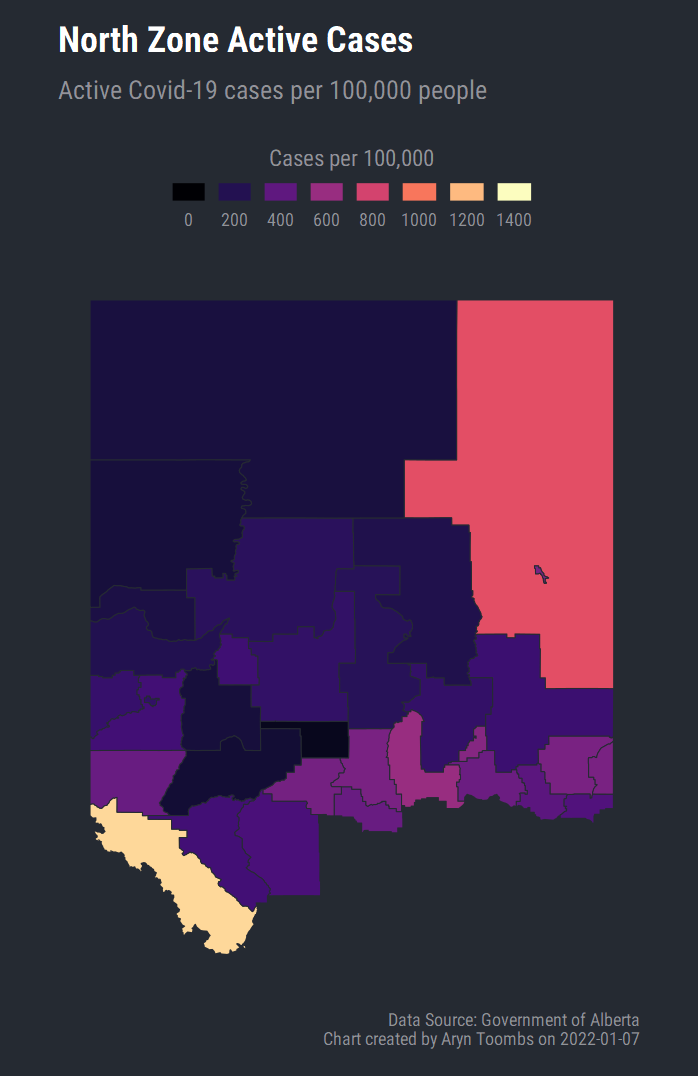 North Zone Active Cases
Active Covid-19 cases per 100,000 people
Cases per 100,000
0 200 400 600 800 1000 1200 1400
Data Source: Government of Alberta
Chart created by Aryn Toombs on 2022-01-07